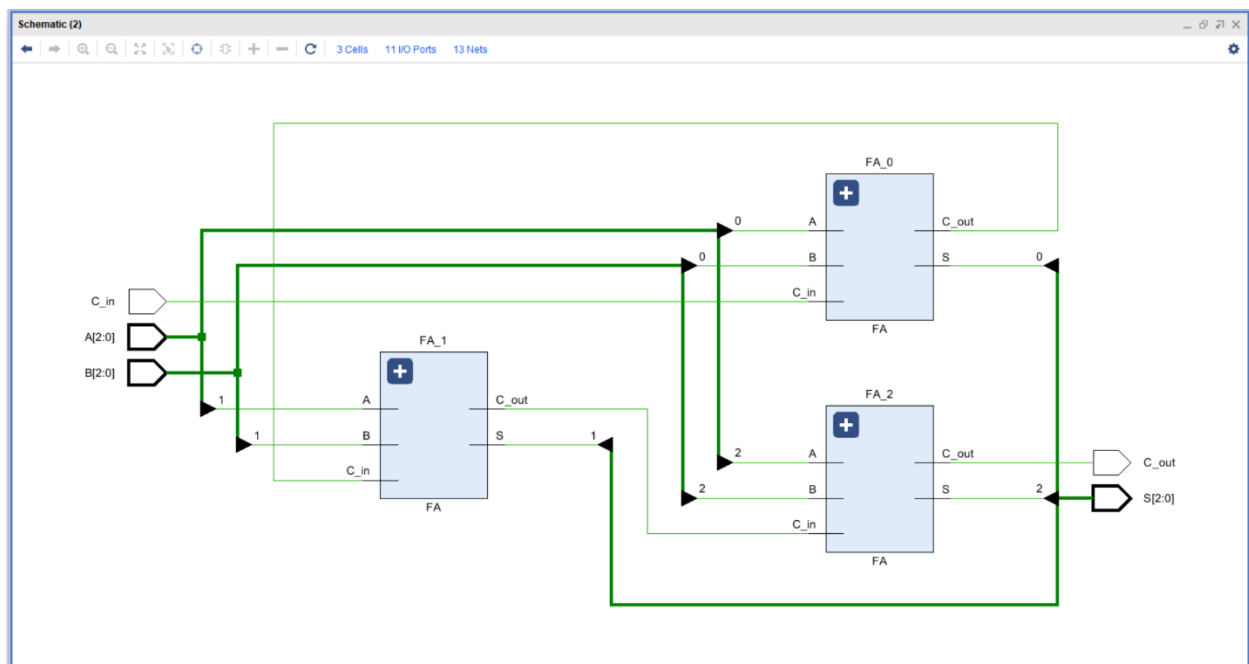 Schematic (2)
3 Cells 11 I/O Ports 13 Nets
FA_0
0 A C_out
0 B S 0
C_in C_in
FA
A[2:0]
FA_1
B[2:0]
FA_2
1 A C_out
1 B S 1
2 A C_out C_out
C_in
2 B S 2 S[2:0]
FA
C_in
FA